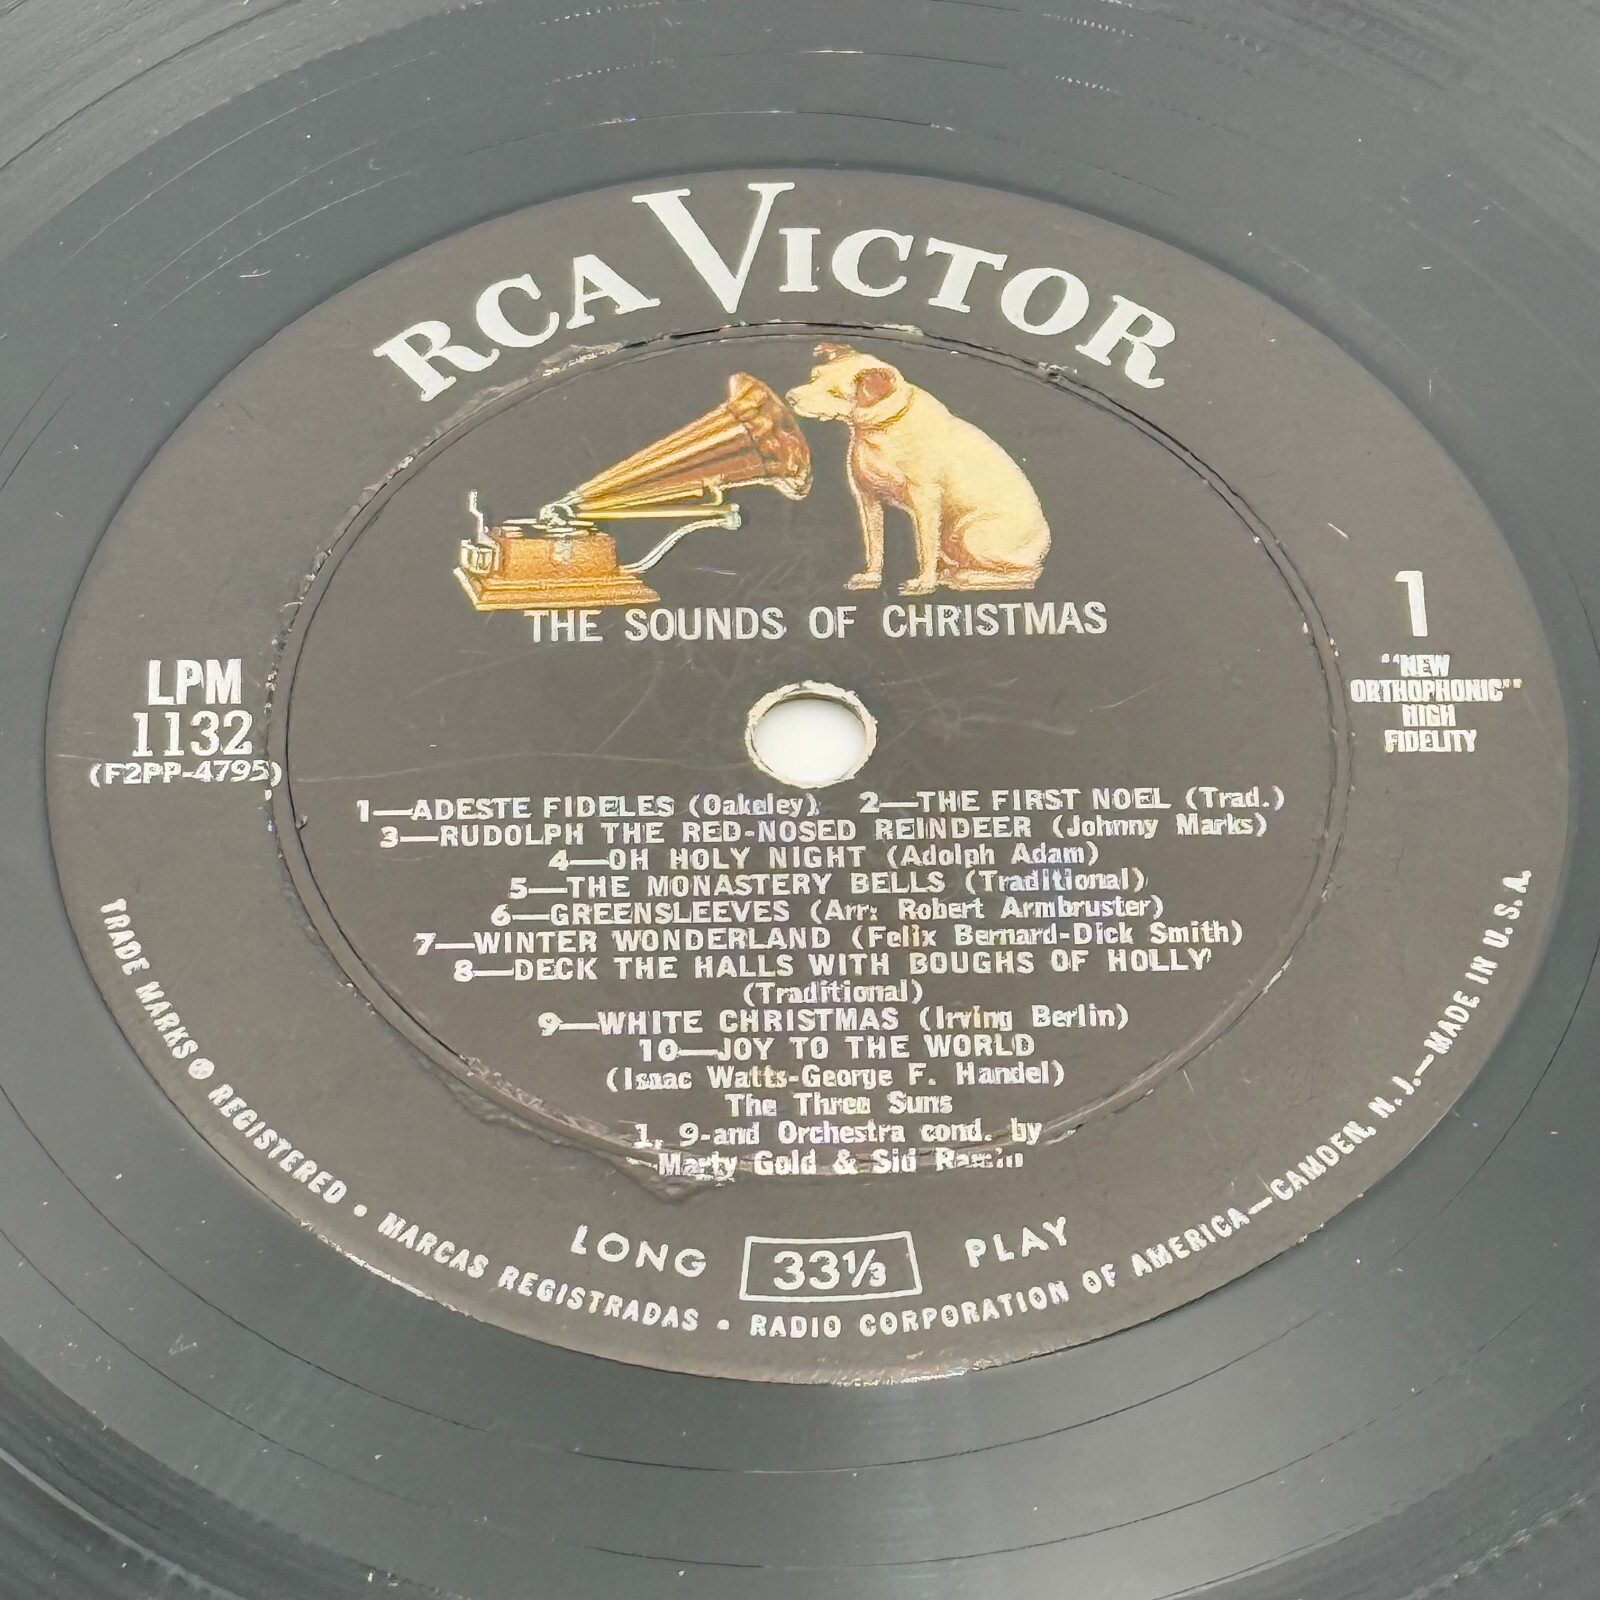 RCA VICTOR
THE SOUNDS OF CHRISTMAS
LPM
1132
(F2PP-4795)
1
"NEW
ORTHOPHONIC"
HIGH
FIDELITY
1—ADESTE FIDELES (Oakeley) 2—THE FIRST NOEL (Trad.)
3—RUDOLPH THE RED-NOSED REINDEER (Johnny Marks)
4—OH HOLY NIGHT (Adolph Adam)
5—THE MONASTERY BELLS (Traditional)
6—GREENSLEEVES (Arr: Robert Armbruster)
7—WINTER WONDERLAND (Felix Bernard-Dick Smith)
8—DECK THE HALLS WITH BOUGHS OF HOLLY
(Traditional)
9—WHITE CHRISTMAS (Irving Berlin)
10—JOY TO THE WORLD
(Isaac Watts-George F. Handel)
The Three Suns
1, 9-and Orchestra cond. by
Marty Gold & Sid Ramin
LONG 33⅓ PLAY
TRADE MARKS ® REGISTERED • MARCAS REGISTRADAS • RADIO CORPORATION OF AMERICA—CAMDEN, N. J.—MADE IN U.S.A.